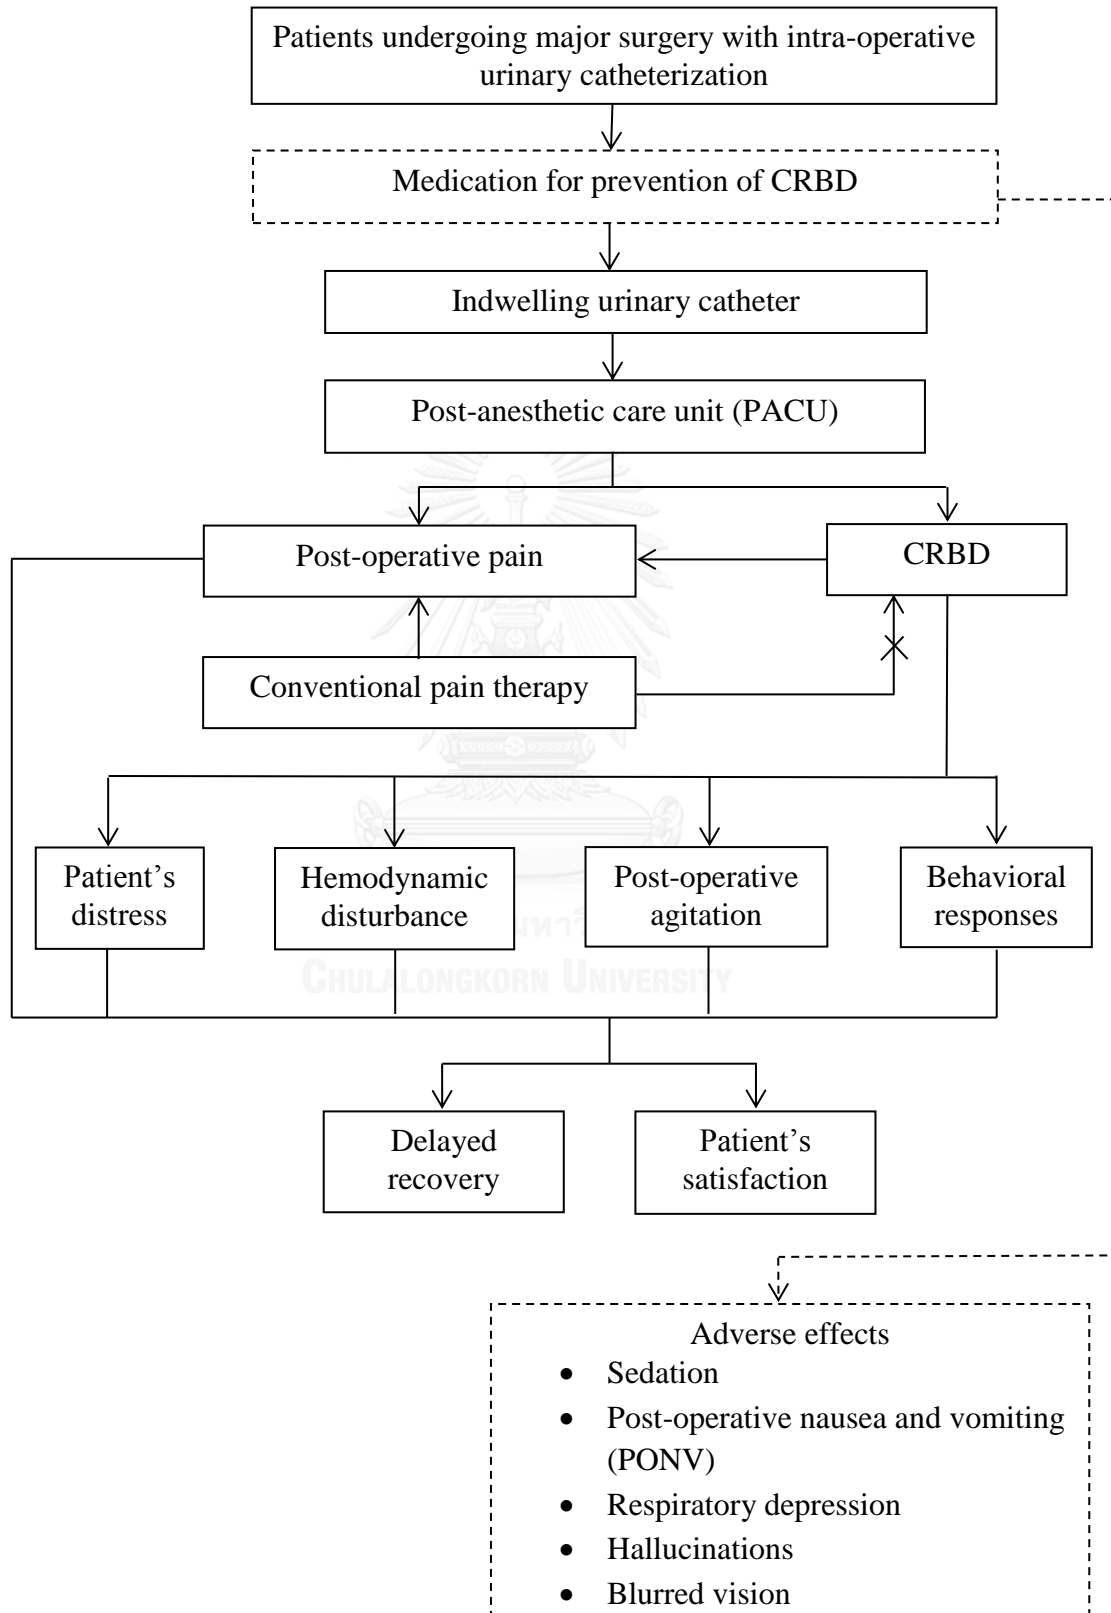 Patients undergoing major surgery with intra-operative
urinary catheterization
Medication for prevention of CRBD
Indwelling urinary catheter
Post-anesthetic care unit (PACU)
Post-operative pain
CRBD
Conventional pain therapy
Patient’s
distress
Hemodynamic
disturbance
Post-operative
agitation
Behavioral
responses
CHULALONGKORN UNIVERSITY
Delayed
recovery
Patient’s
satisfaction
Adverse effects
• Sedation
• Post-operative nausea and vomiting
(PONV)
• Respiratory depression
• Hallucinations
• Blurred vision